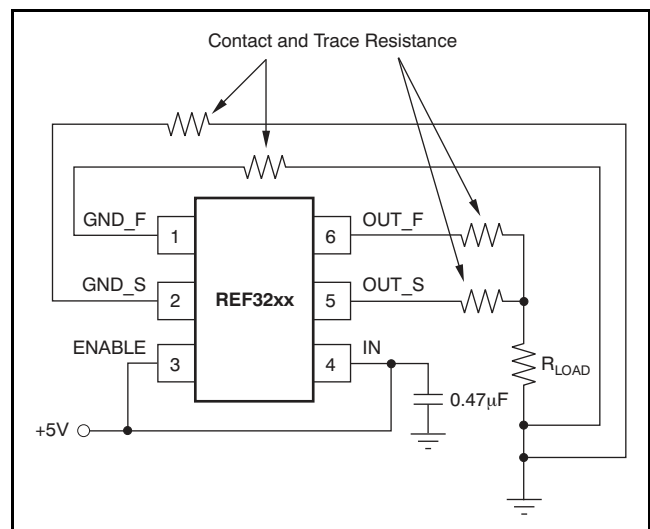 Contact and Trace Resistance
GND_F
1
6
OUT_F
GND_S
2
REF32xx
5
OUT_S
ENABLE
3
4
IN
RLOAD
0.47μF
+5V